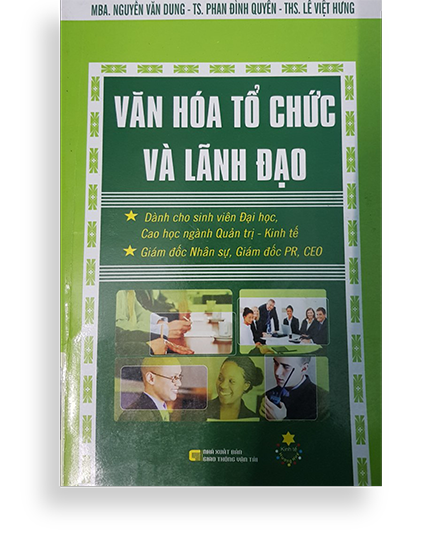 MBA. NGUYỄN VĂN DUNG - TS. PHAN ĐÌNH QUYỀN - THS. LÊ VIỆT HƯNG
VĂN HÓA TỔ CHỨC
VÀ LÃNH ĐẠO
Dành cho sinh viên Đại học,
Cao học ngành Quản trị - Kinh tế
Giám đốc Nhân sự, Giám đốc PR, CEO
NHÀ XUẤT BẢN
GIAO THÔNG VẬN TẢI
Kinh tế